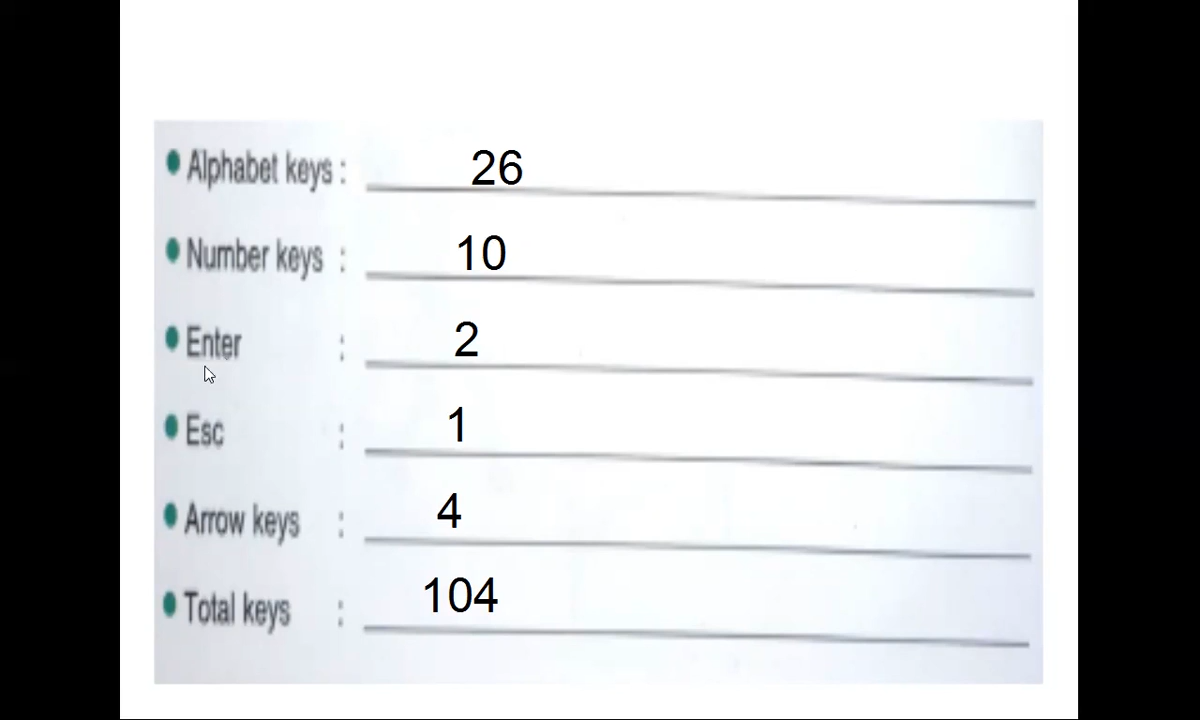 • Alphabet keys : 26
• Number keys : 10
• Enter : 2
• Esc : 1
• Arrow keys : 4
• Total keys : 104